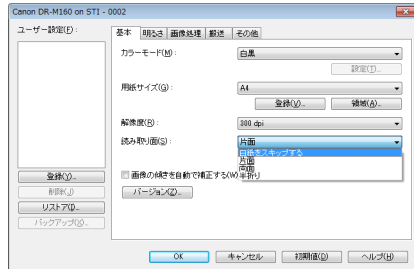 Canon DR-M160 on STI - 0002
ユーザー設定(F):
基本 明るさ 画像処理 搬送 その他
カラーモード(M):
白黒
設定(T)...
用紙サイズ(G):
A4
登録(V)...
領域(A)...
解像度(R):
300 dpi
読み取り面(S):
片面
白紙をスキップする
片面
両面
半折り
画像の傾きを自動で補正する(W)
バージョン(Z)...
登録(Y)...
削除(J)
リストア(D)...
バックアップ(X)...
OK
キャンセル
初期値(D)
ヘルプ(H)